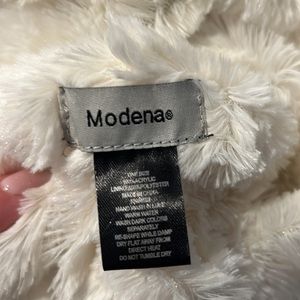 Modena®
ONE SIZE
100% ACRYLIC
LINING 100% POLYESTER
MADE IN CHINA
HAND WASH IN LUKE
WARM WATER
WASH DARK COLORS
SEPARATELY
RE-SHAPE WHILE DAMP
DRY FLAT AWAY FROM
DIRECT HEAT
DO NOT TUMBLE DRY